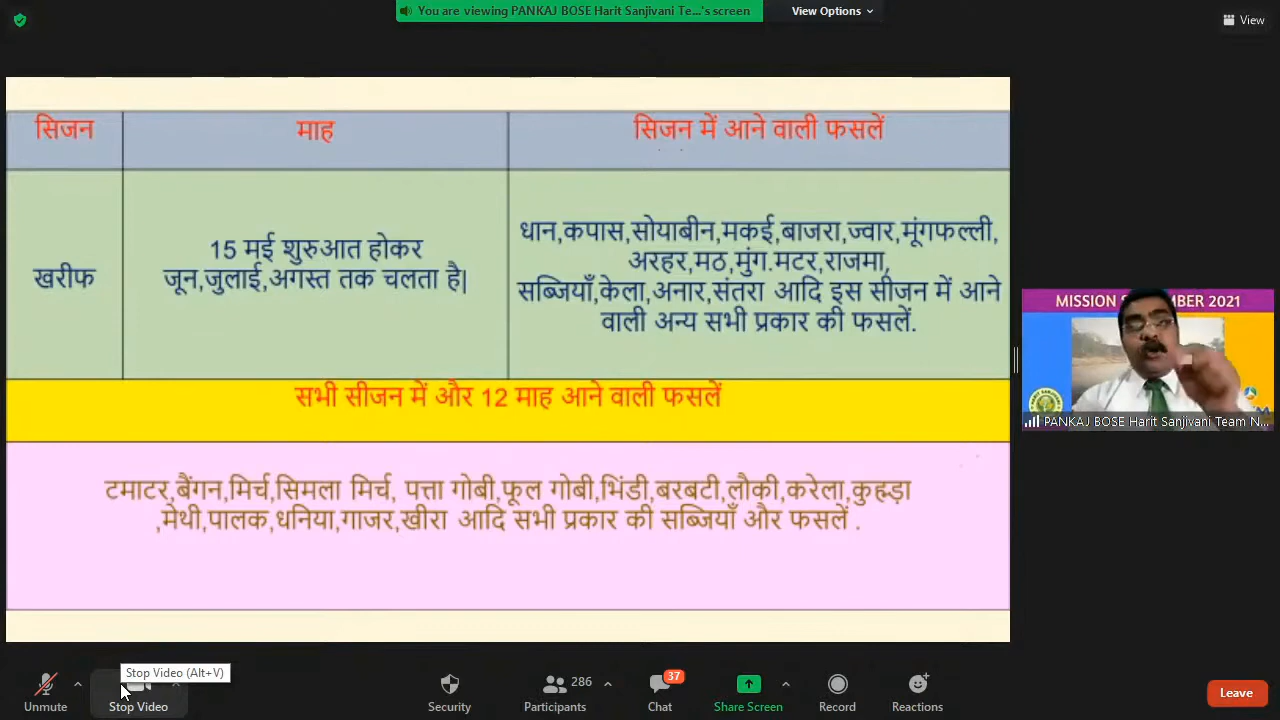 You are viewing PANKAJ BOSE Harit Sanjivani Te...'s screen
View Options
View
सिजन
माह
सिजन में आने वाली फसलें
खरीफ
15 मई शुरुआत होकर
जून,जुलाई,अगस्त तक चलता है|
धान,कपास,सोयाबीन,मकई,बाजरा,ज्वार,मूंगफल्ली,
अरहर,मठ,मुंग.मटर,राजमा,
सब्जियाँ,केला,अनार,संतरा आदि इस सीजन में आने
वाली अन्य सभी प्रकार की फसलें.
सभी सीजन में और 12 माह आने वाली फसलें
टमाटर,बैंगन,मिर्च,सिमला मिर्च, पत्ता गोबी,फूल गोबी,भिंडी,बरबटी,लौकी,करेला,कुह्ड़ा
,मेथी,पालक,धनिया,गाजर,खीरा आदि सभी प्रकार की सब्जियाँ और फसलें .
2021
PANKAJ BOSE Harit Sanjivani Team N...
Stop Video (Alt+V)
Unmute
Stop Video
Security
286
Participants
37
Chat
Share Screen
Record
Reactions
Leave